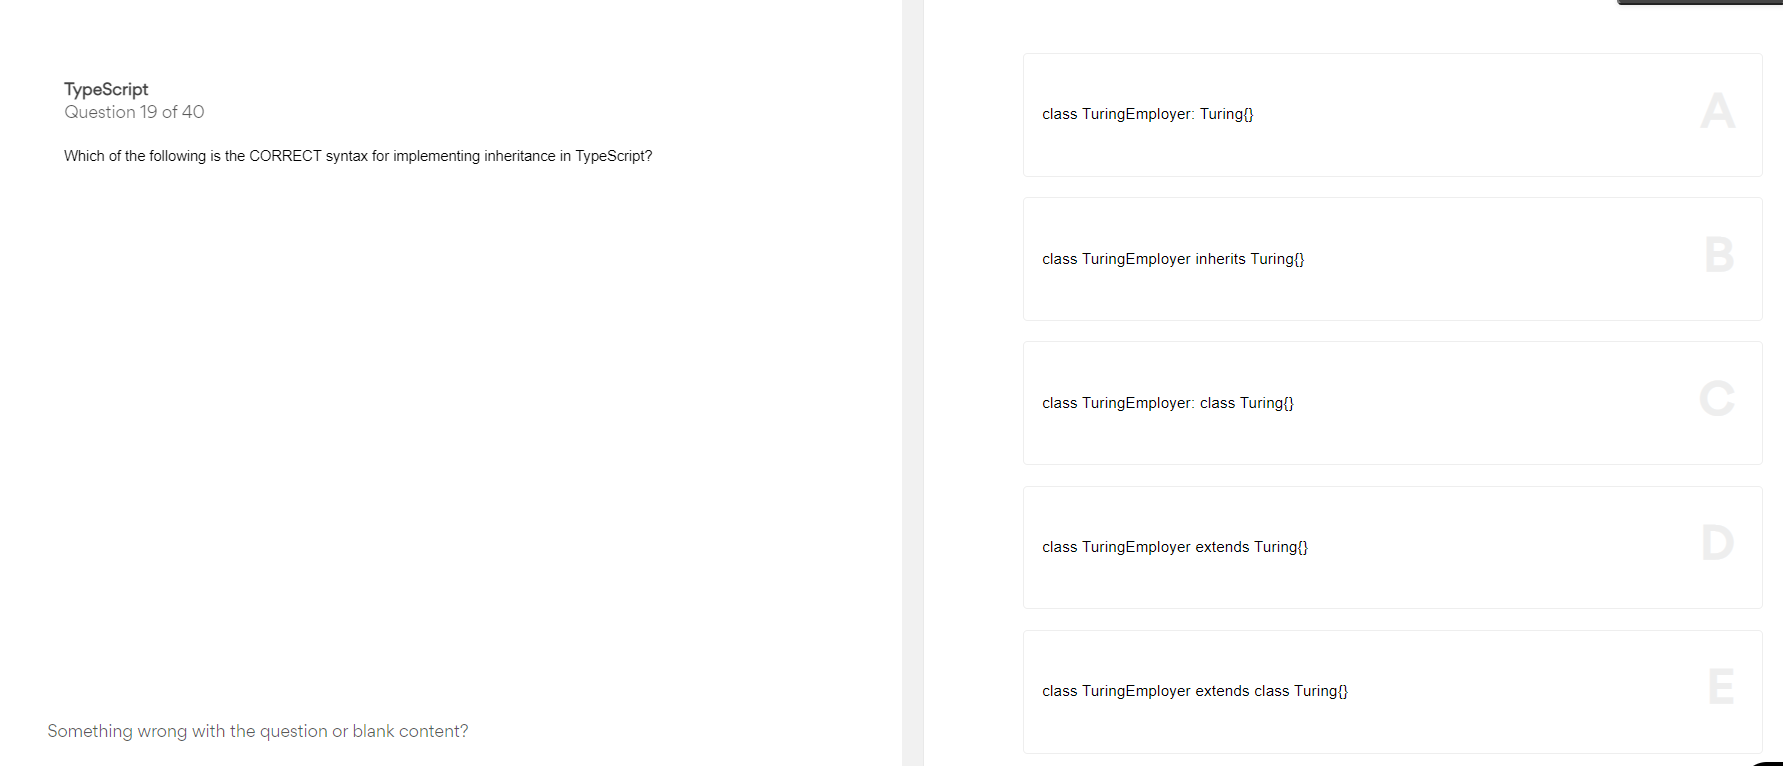 TypeScript
Question 19 of 40
Which of the following is the CORRECT syntax for implementing inheritance in TypeScript?
Something wrong with the question or blank content?
class TuringEmployer: Turing{}
A
class TuringEmployer inherits Turing{}
B
class TuringEmployer: class Turing{}
C
class TuringEmployer extends Turing{}
D
class TuringEmployer extends class Turing{}
E